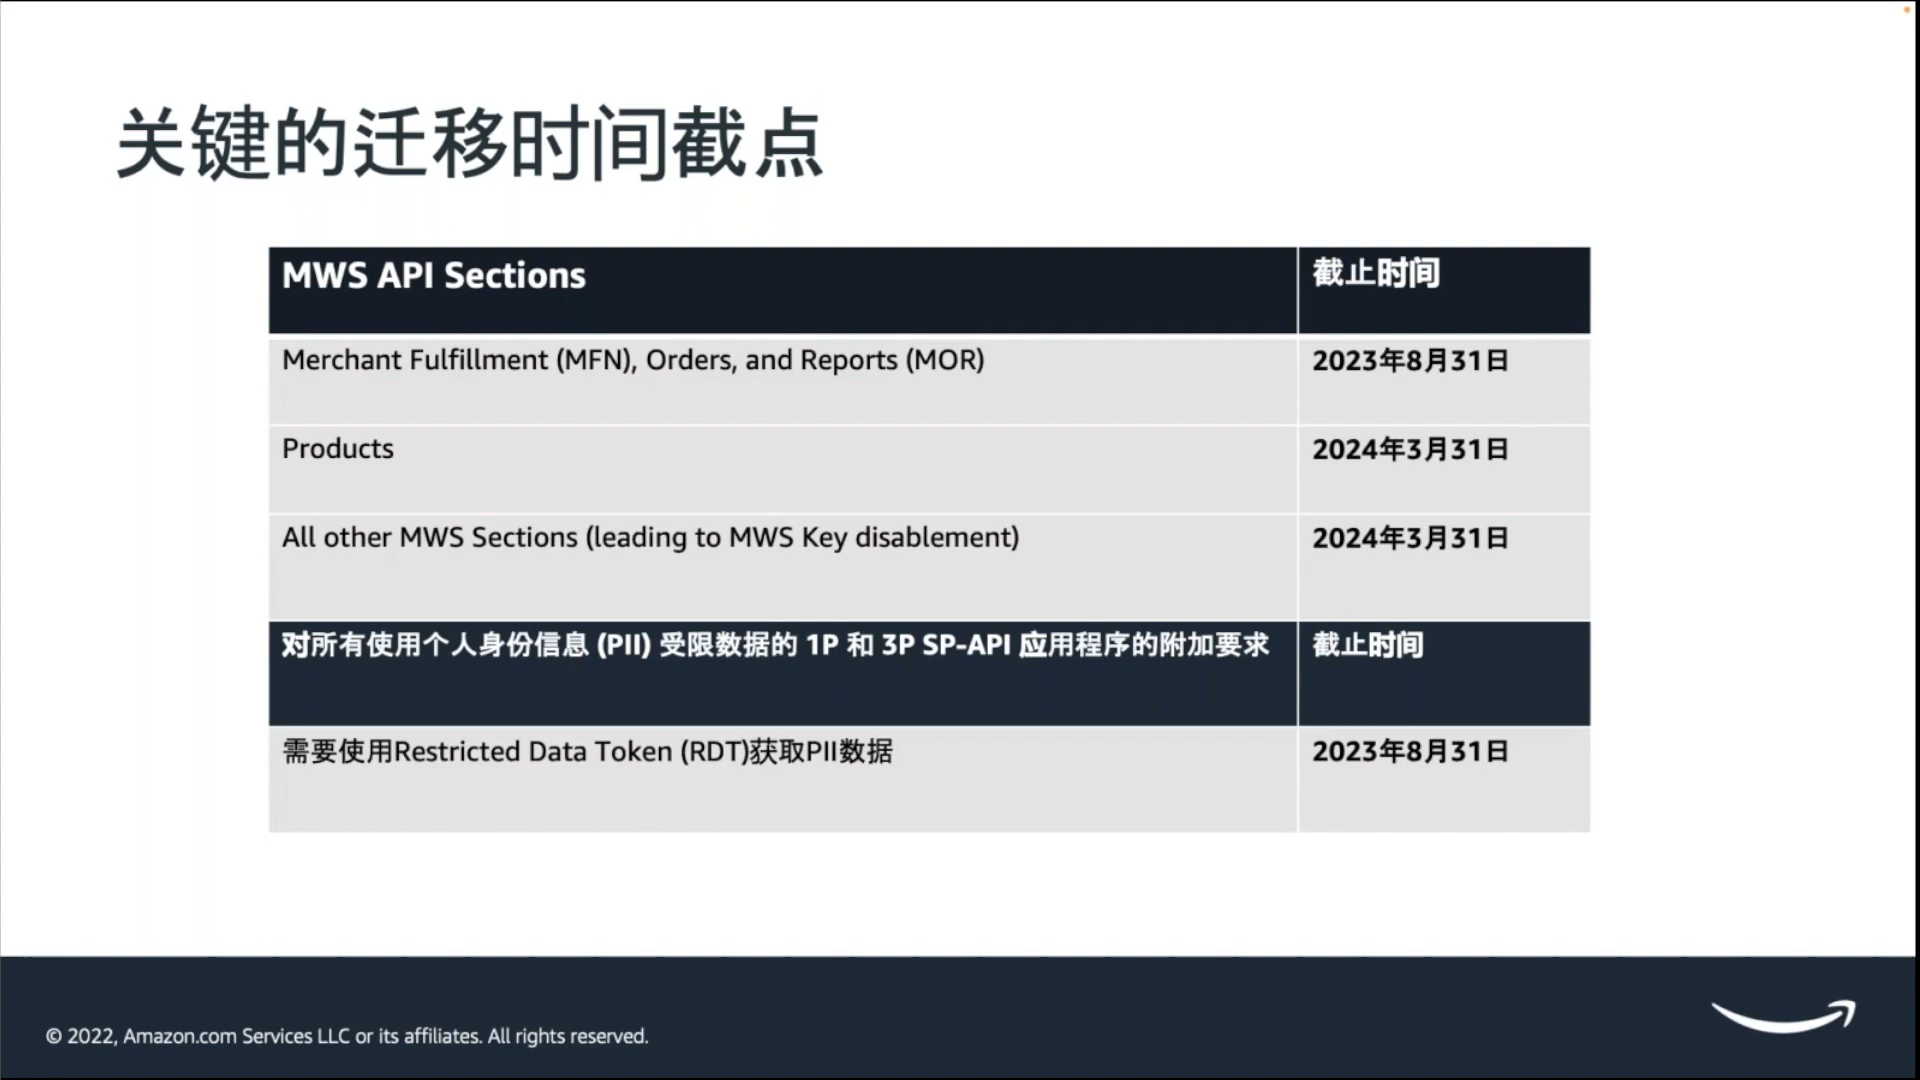 关键的迁移时间截点
MWS API Sections 截止时间
Merchant Fulfillment (MFN), Orders, and Reports (MOR) 2023年8月31日
Products 2024年3月31日
All other MWS Sections (leading to MWS Key disablement) 2024年3月31日
对所有使用个人身份信息 (PII) 受限数据的 1P 和 3P SP-API 应用程序的附加要求 截止时间
需要使用Restricted Data Token (RDT)获取PII数据 2023年8月31日
© 2022, Amazon.com Services LLC or its affiliates. All rights reserved.